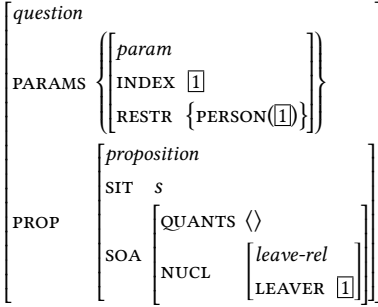 question
PARAMS { [ param
INDEX 1
RESTR {PERSON(1)} ] }
PROP [ proposition
SIT s
SOA [ QUANTS ⟨⟩
NUCL [ leave-rel
LEAVER 1 ] ] ]